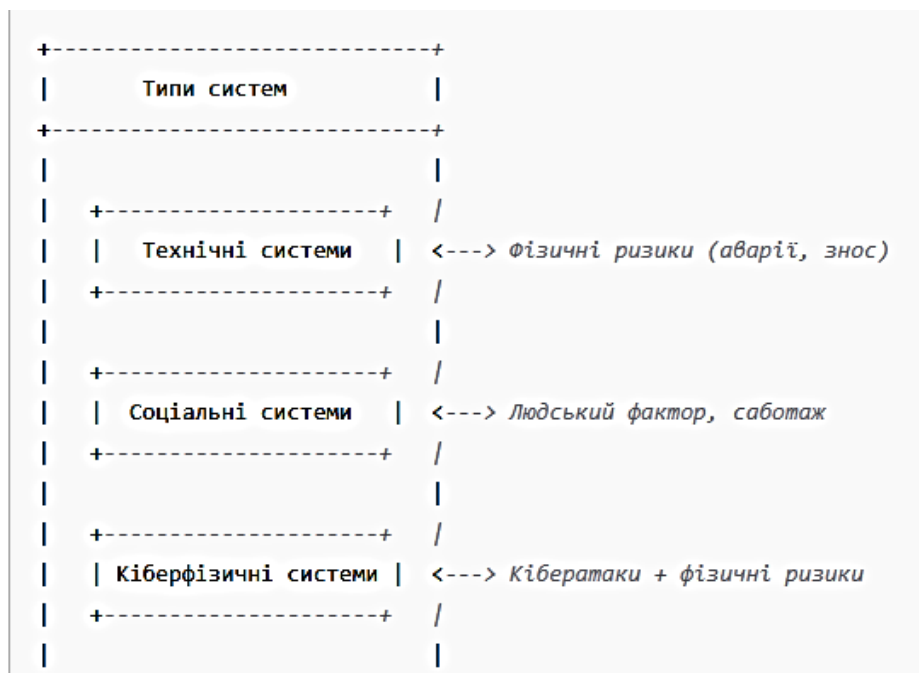 Типи систем
Технічні системи <---> Фізичні ризики (аварії, знос)
Соціальні системи <---> Людський фактор, саботаж
Кіберфізичні системи <---> Кібератаки + фізичні ризики